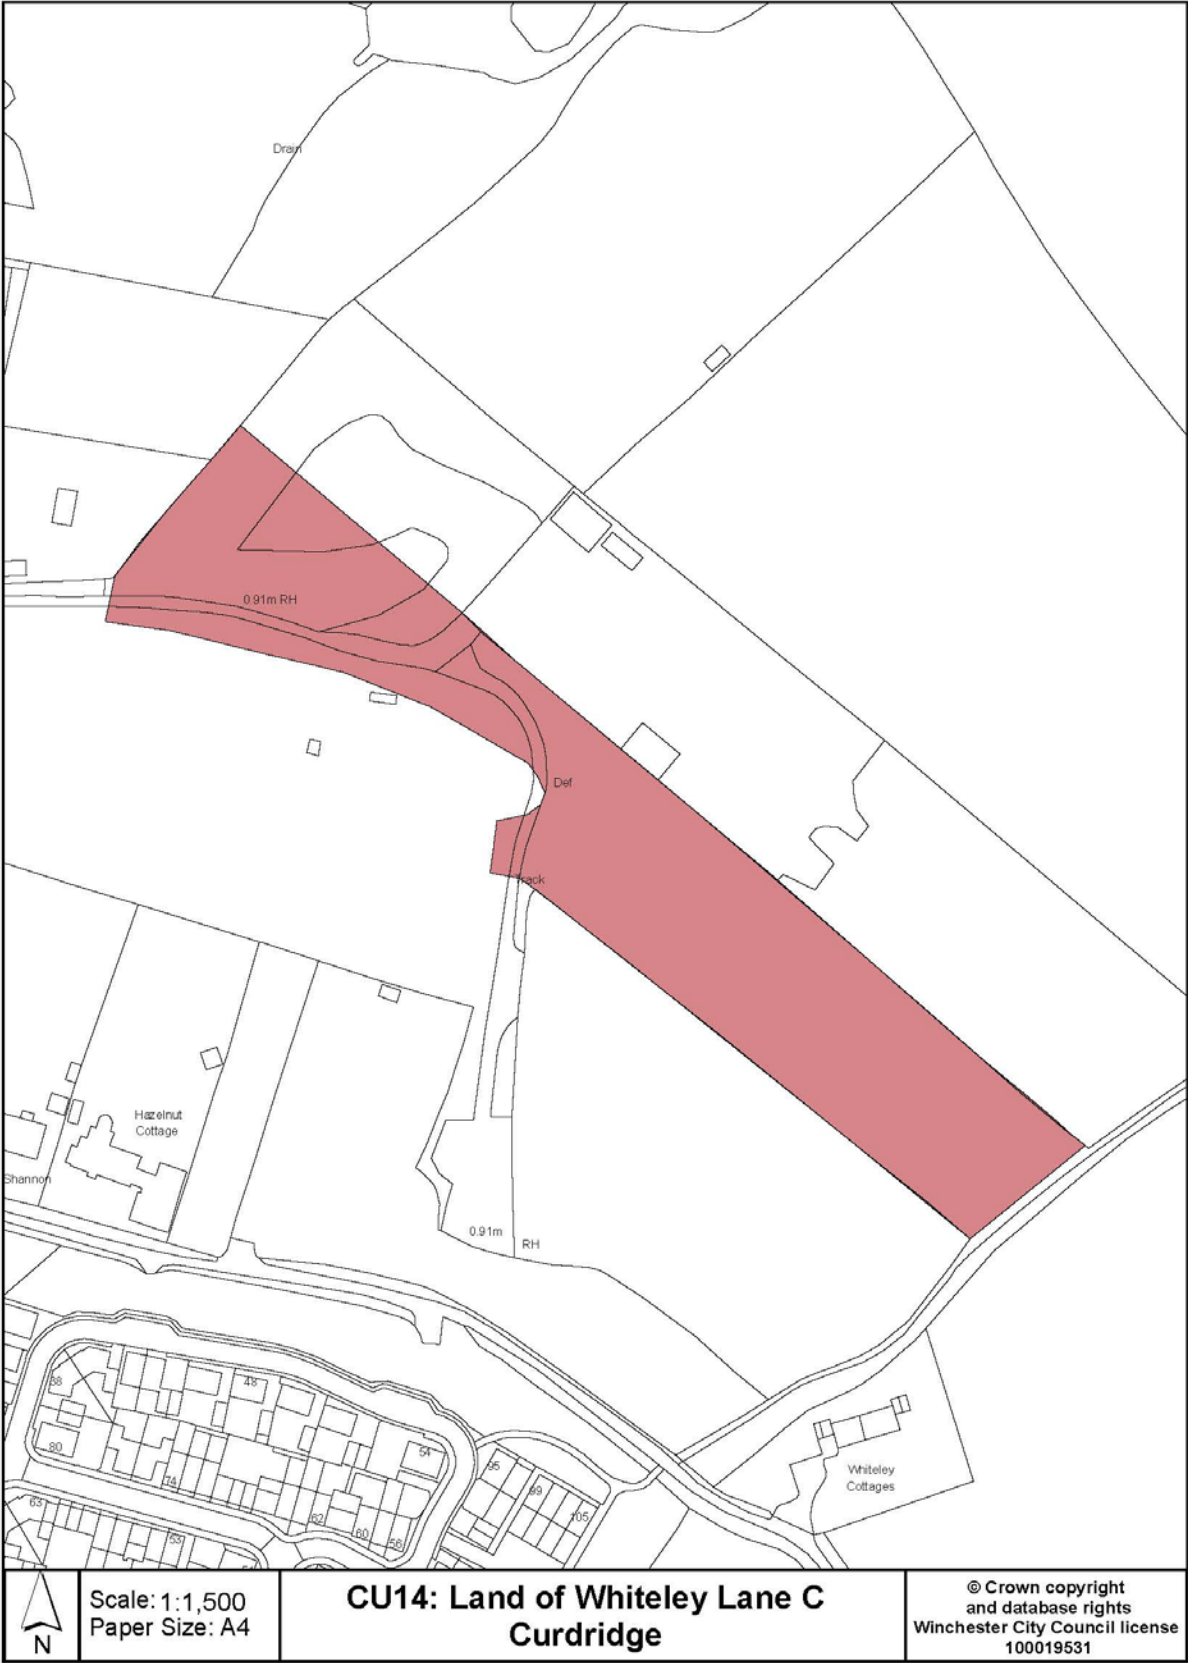 Drain
0.91m RH
Def
Track
Hazelnut
Cottage
Shannon
0.91m
RH
38
48
80
54
74
95
99
105
63
62
60
56
53
Whiteley
Cottages
N
Scale: 1:1,500
Paper Size: A4
CU14: Land of Whiteley Lane C
Curdridge
© Crown copyright
and database rights
Winchester City Council license
100019531